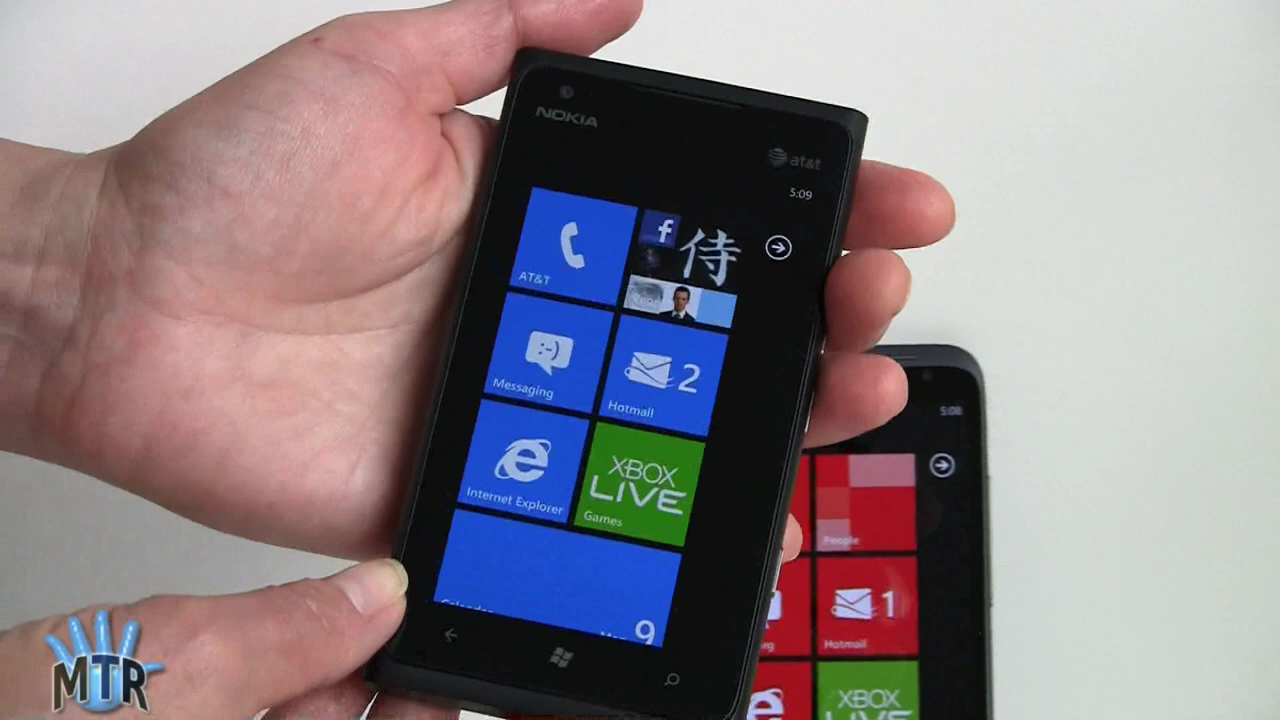 NOKIA
at&t
5:09
f
侍
AT&T
Messaging
2
Hotmail
Internet Explorer
XBOX
LIVE
Games
Calendar
9
5:08
People
1
Hotmail
XBOX
LIVE
MTR